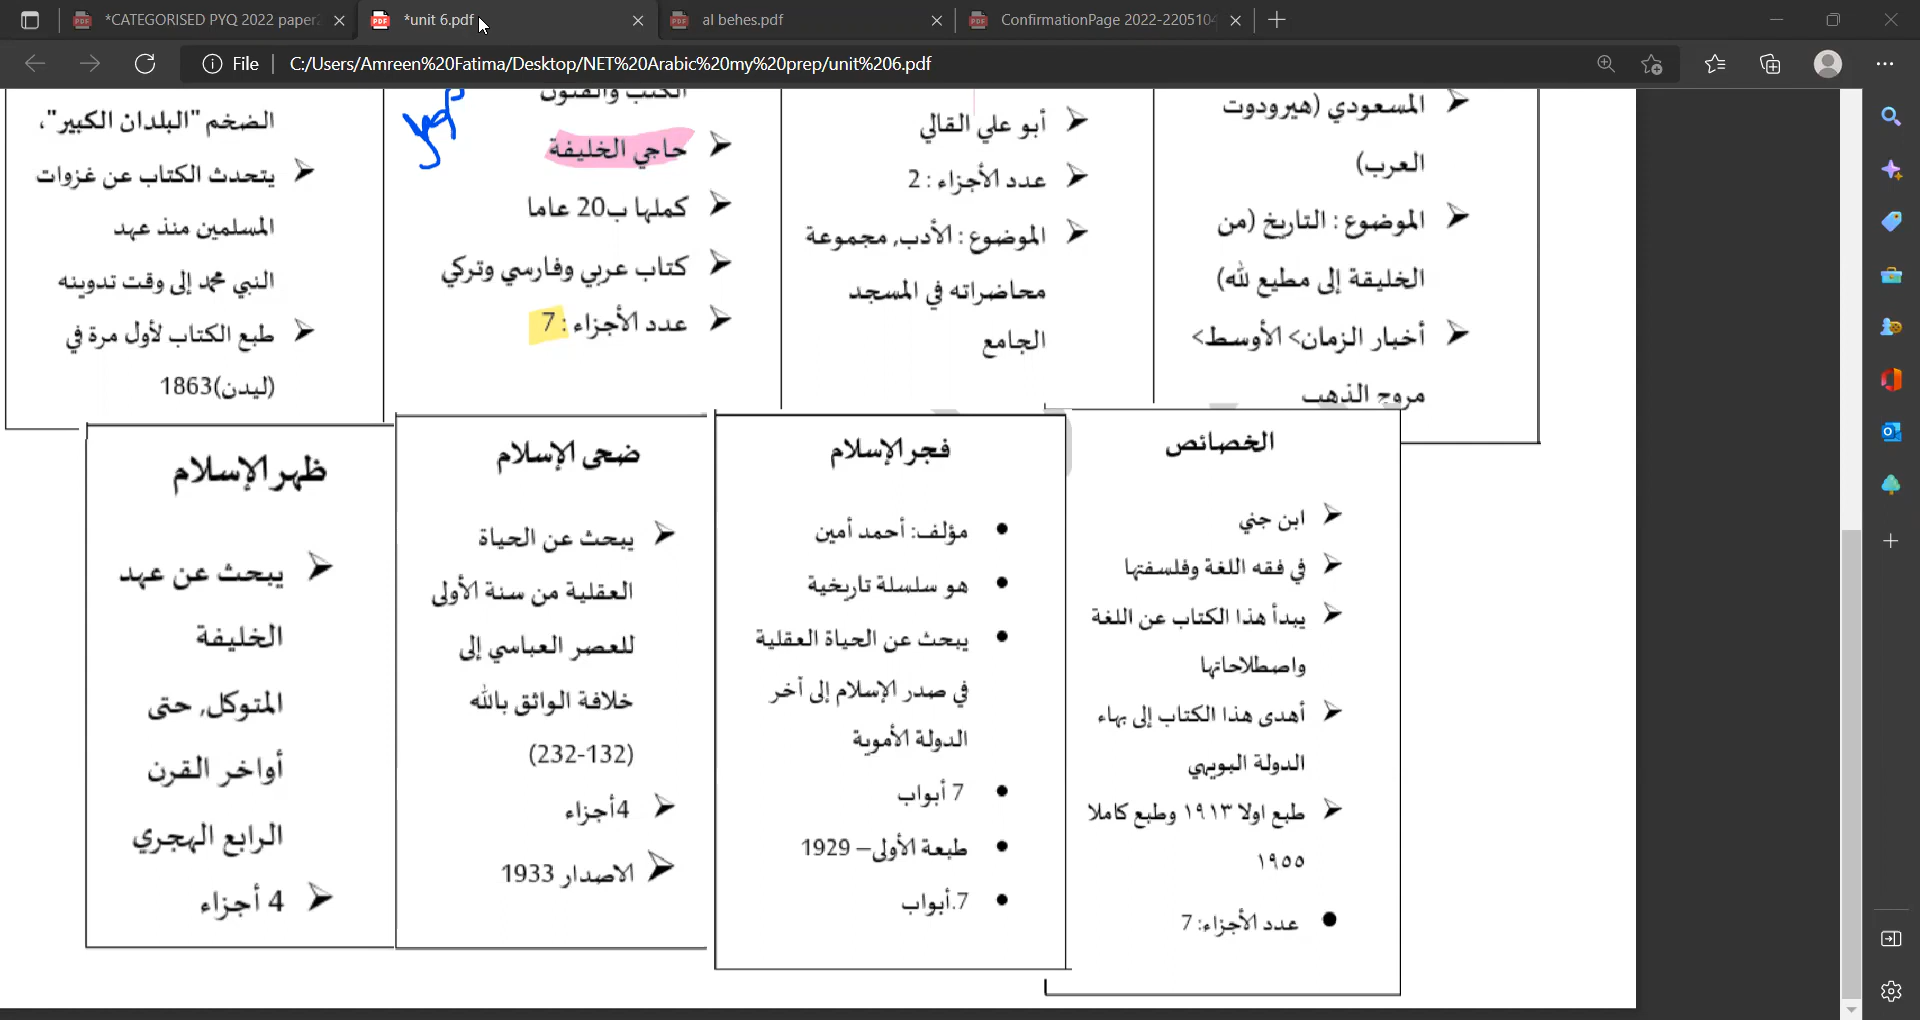 *CATEGORISED PYQ 2022 paper2
*unit 6.pdf
al behes.pdf
ConfirmationPage 2022-220510
File
C:/Users/Amreen%20Fatima/Desktop/NET%20Arabic%20my%20prep/unit%206.pdf
المسعودي (هيرودوت
العرب)
الموضوع : التاريخ (من
الخليقة إلى مطيع لله)
أخبار الزمان> الأوسط>
مروج الذهب
أبو علي القالي
عدد الأجزاء : 2
الموضوع : الأدب, مجموعة
محاضراته في المسجد
الجامع
الكتب والفنون
حاجي الخليفة
كملها ب20 عاما
كتاب عربي وفارسي وتركي
عدد الأجزاء : 7
الضخم "البلدان الكبير"،
يتحدث الكتاب عن غزوات
المسلمين منذ عهد
النبي محمد إلى وقت تدوينه
طبع الكتاب لأول مرة في
(ليدن)1863
الخصائص
ابن جني
في فقه اللغة وفلسفتها
يبدأ هذا الكتاب عن اللغة
واصطلاحاتها
أهدى هذا الكتاب إلى بهاء
الدولة البويهي
طبع اولا ١٩١٣ وطبع كاملا
١٩٥٥
عدد الأجزاء: 7
فجر الإسلام
مؤلف: أحمد أمين
هو سلسلة تاريخية
يبحث عن الحياة العقلية
في صدر الإسلام إلى أخر
الدولة الأموية
7 أبواب
طبعة الأولى– 1929
7.أبواب
ضحى الإسلام
يبحث عن الحياة
العقلية من سنة الأولى
للعصر العباسي إلى
خلافة الواثق بالله
(132-232)
4أجزاء
الاصدار 1933
ظهر الإسلام
يبحث عن عهد
الخليفة
المتوكل, حتى
أواخر القرن
الرابع الهجري
4 أجزاء